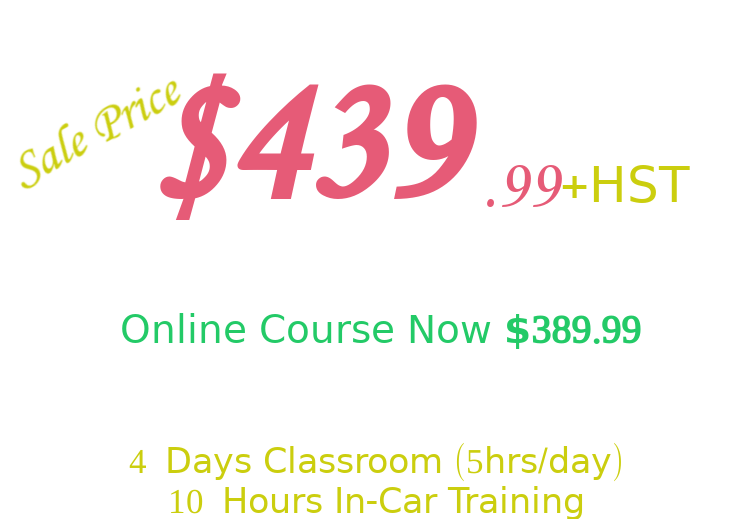 Sale Price
$439.99+HST
Online Course Now $389.99
4 Days Classroom (5hrs/day)
10 Hours In-Car Training